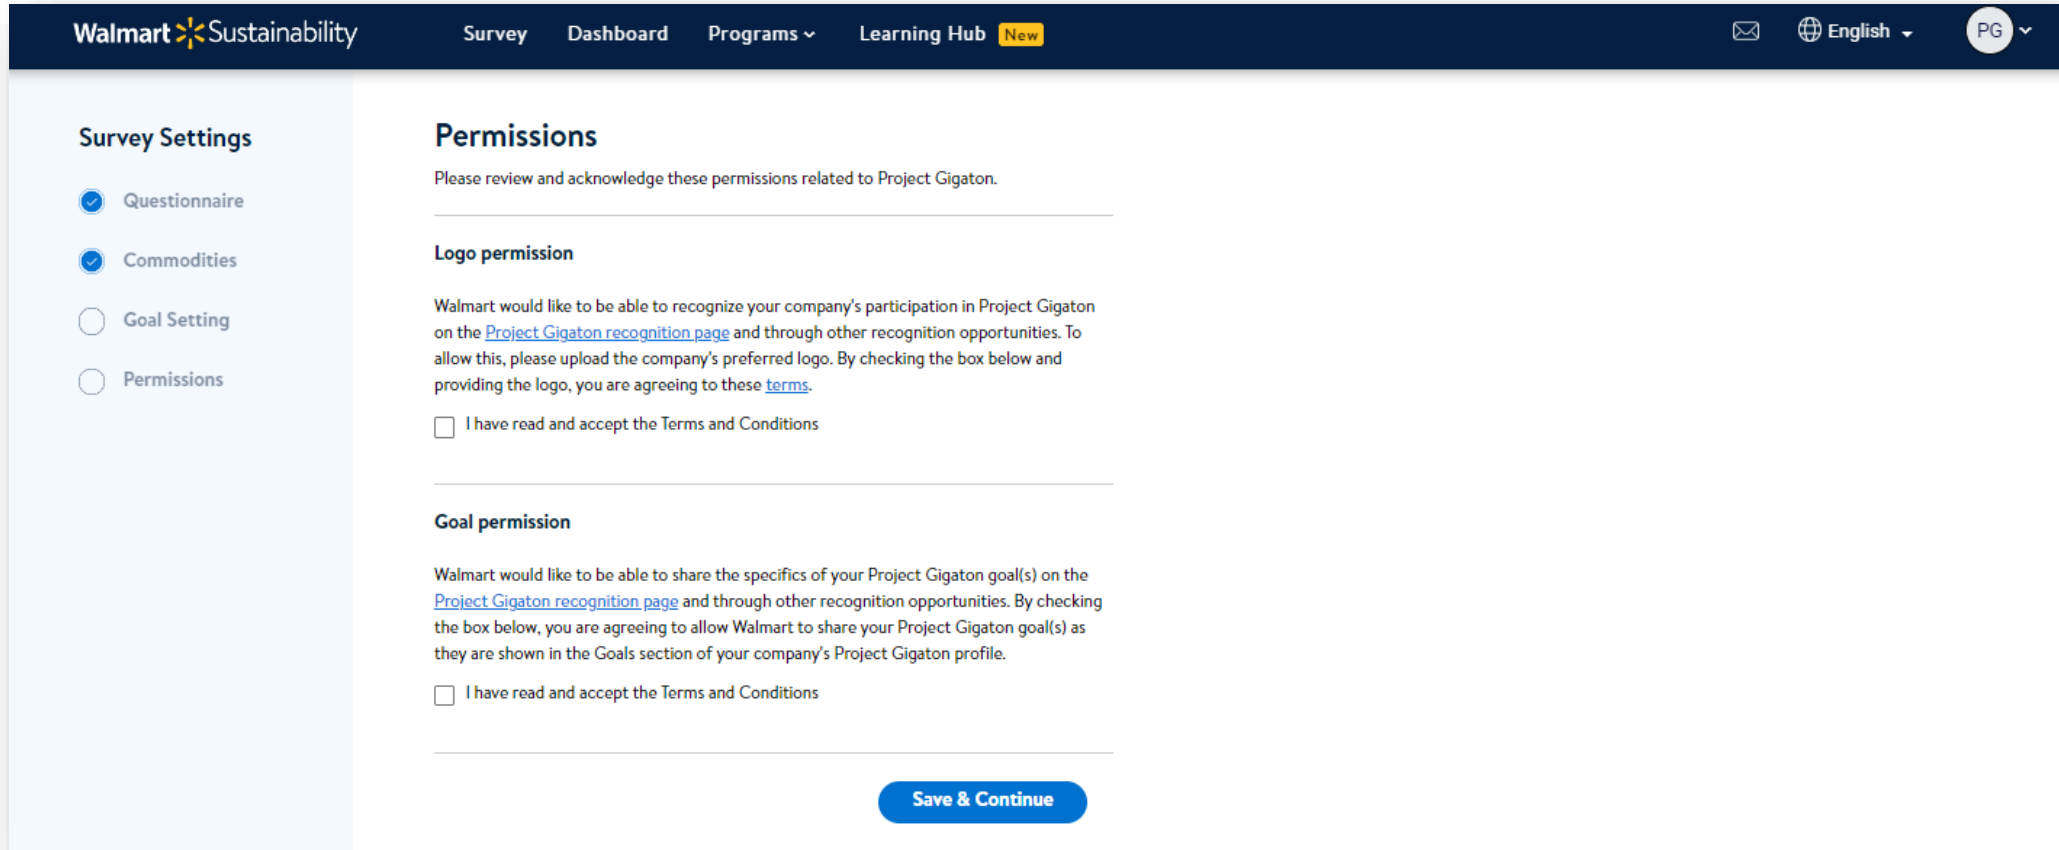 Walmart Sustainability
Survey Dashboard Programs Learning Hub New
English
PG
Survey Settings
Questionnaire
Commodities
Goal Setting
Permissions
Permissions
Please review and acknowledge these permissions related to Project Gigaton.
Logo permission
Walmart would like to be able to recognize your company's participation in Project Gigaton
on the Project Gigaton recognition page and through other recognition opportunities. To
allow this, please upload the company's preferred logo. By checking the box below and
providing the logo, you are agreeing to these terms.
I have read and accept the Terms and Conditions
Goal permission
Walmart would like to be able to share the specifics of your Project Gigaton goal(s) on the
Project Gigaton recognition page and through other recognition opportunities. By checking
the box below, you are agreeing to allow Walmart to share your Project Gigaton goal(s) as
they are shown in the Goals section of your company's Project Gigaton profile.
I have read and accept the Terms and Conditions
Save & Continue